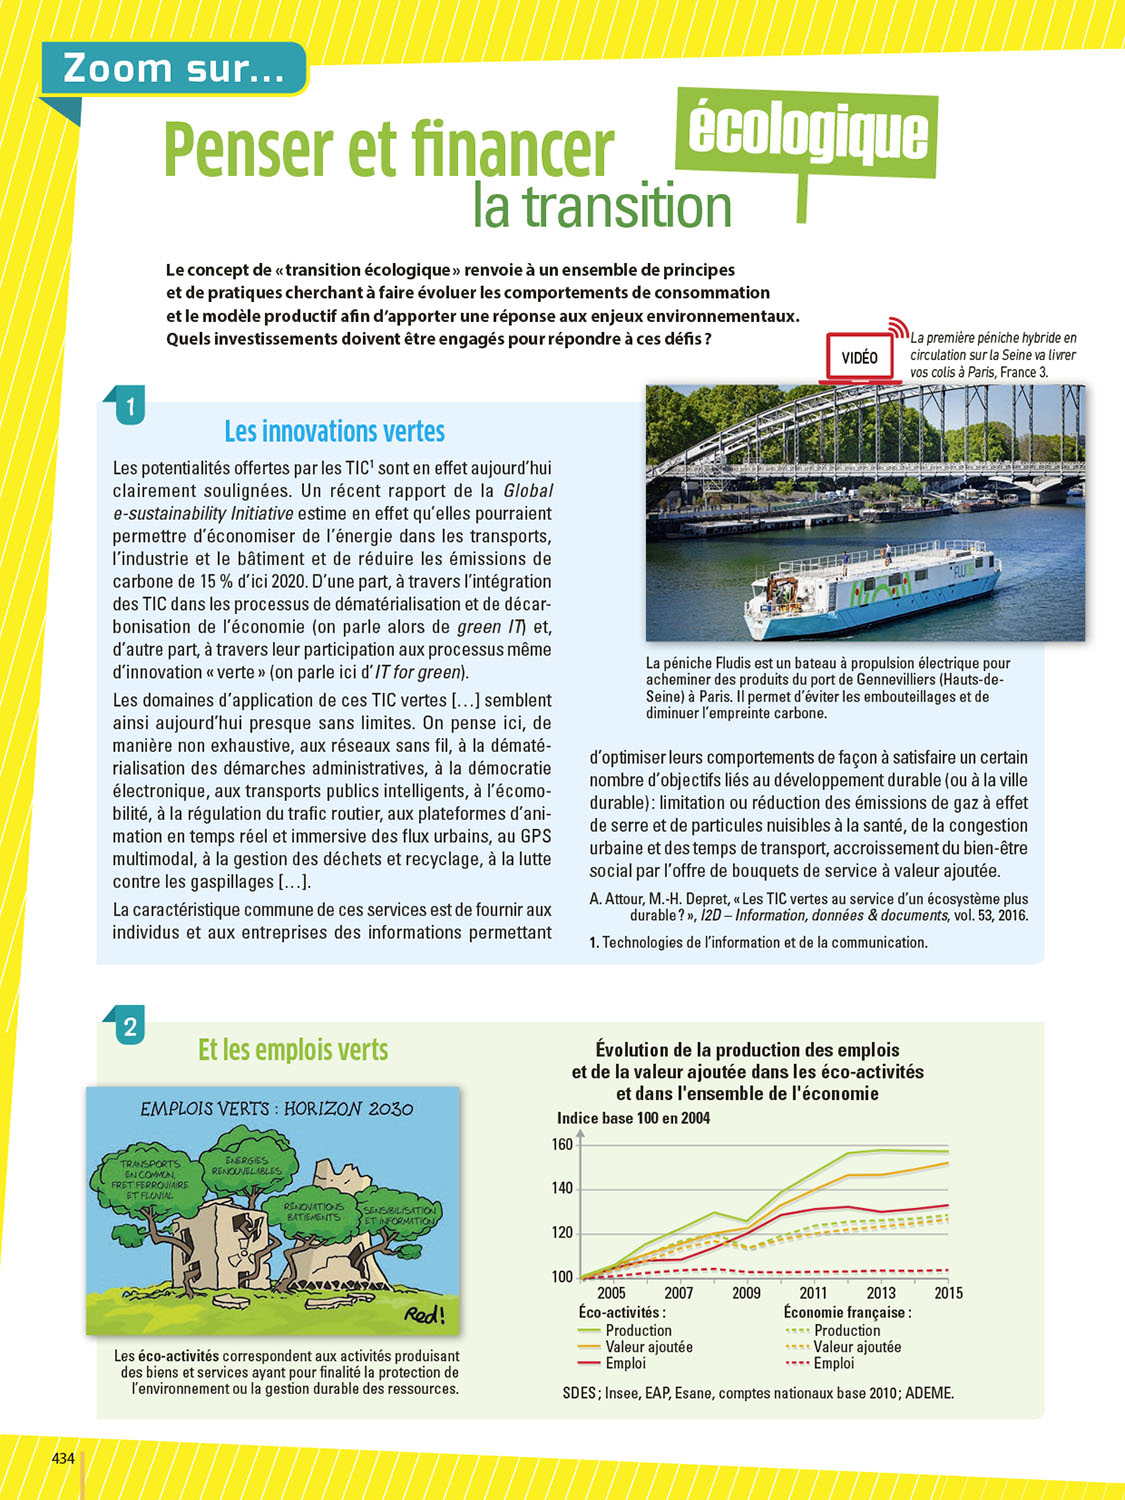 Zoom sur...
Penser et financer
la transition
écologique
Le concept de « transition écologique » renvoie à un ensemble de principes
et de pratiques cherchant à faire évoluer les comportements de consommation
et le modèle productif afin d'apporter une réponse aux enjeux environnementaux.
Quels investissements doivent être engagés pour répondre à ces défis ?
VIDÉO
La première péniche hybride en
circulation sur la Seine va livrer
vos colis à Paris, France 3.
1
Les innovations vertes
Les potentialités offertes par les TIC¹ sont en effet aujourd'hui
clairement soulignées. Un récent rapport de la Global
e-sustainability Initiative estime en effet qu'elles pourraient
permettre d'économiser de l'énergie dans les transports,
l'industrie et le bâtiment et de réduire les émissions de
carbone de 15 % d'ici 2020. D'une part, à travers l'intégration
des TIC dans les processus de dématérialisation et de décar-
bonisation de l'économie (on parle alors de green IT) et,
d'autre part, à travers leur participation aux processus même
d'innovation « verte » (on parle ici d'IT for green).
Les domaines d'application de ces TIC vertes [...] semblent
ainsi aujourd'hui presque sans limites. On pense ici, de
manière non exhaustive, aux réseaux sans fil, à la dématé-
rialisation des démarches administratives, à la démocratie
électronique, aux transports publics intelligents, à l'écomo-
bilité, à la régulation du trafic routier, aux plateformes d'ani-
mation en temps réel et immersive des flux urbains, au GPS
multimodal, à la gestion des déchets et recyclage, à la lutte
contre les gaspillages [...].
La caractéristique commune de ces services est de fournir aux
individus et aux entreprises des informations permettant
La péniche Fludis est un bateau à propulsion électrique pour
acheminer des produits du port de Gennevilliers (Hauts-de-
Seine) à Paris. Il permet d'éviter les embouteillages et de
diminuer l'empreinte carbone.
d'optimiser leurs comportements de façon à satisfaire un certain
nombre d'objectifs liés au développement durable (ou à la ville
durable) : limitation ou réduction des émissions de gaz à effet
de serre et de particules nuisibles à la santé, de la congestion
urbaine et des temps de transport, accroissement du bien-être
social par l'offre de bouquets de service à valeur ajoutée.
A. Attour, M.-H. Depret, « Les TIC vertes au service d'un écosystème plus
durable ? », I2D – Information, données & documents, vol. 53, 2016.
1. Technologies de l'information et de la communication.
2
Et les emplois verts
EMPLOIS VERTS : HORIZON 2030
TRANSPORTS
EN COMMUN,
FRET FERROVIAIRE
ET FLUVIAL
ÉNERGIES
RENOUVELABLES
RÉNOVATIONS
BÂTIMENTS
SENSIBILISATION
ET INFORMATION
Red!
Les éco-activités correspondent aux activités produisant
des biens et services ayant pour finalité la protection de
l'environnement ou la gestion durable des ressources.
Évolution de la production des emplois
et de la valeur ajoutée dans les éco-activités
et dans l'ensemble de l'économie
Indice base 100 en 2004
160
140
120
100
2005 2007 2009 2011 2013 2015
Éco-activités :
Production
Valeur ajoutée
Emploi
Économie française :
Production
Valeur ajoutée
Emploi
SDES ; Insee, EAP, Esane, comptes nationaux base 2010 ; ADEME.
434